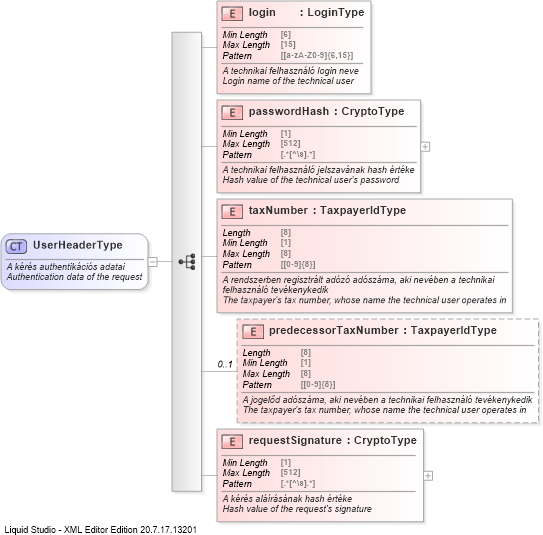 E login : LoginType
Min Length [6]
Max Length [15]
Pattern [[a-zA-Z0-9]{6,15}]
A technikai felhasználó login neve
Login name of the technical user
E passwordHash : CryptoType
Min Length [1]
Max Length [512]
Pattern [.*[^\s].*]
A technikai felhasználó jelszavának hash értéke
Hash value of the technical user's password
E taxNumber : TaxpayerIdType
Length [8]
Min Length [1]
Max Length [8]
Pattern [[0-9]{8}]
A rendszerben regisztrált adózó adószáma, aki nevében a technikai
felhasználó tevékenykedik
The taxpayer's tax number, whose name the technical user operates in
CT UserHeaderType
A kérés authentikációs adatai
Authentication data of the request
0..1
E predecessorTaxNumber : TaxpayerIdType
Length [8]
Min Length [1]
Max Length [8]
Pattern [[0-9]{8}]
A jogelőd adószáma, aki nevében a technikai felhasználó tevékenykedik
The taxpayer's tax number, whose name the technical user operates in
E requestSignature : CryptoType
Min Length [1]
Max Length [512]
Pattern [.*[^\s].*]
A kérés aláírásának hash értéke
Hash value of the request's signature
Liquid Studio - XML Editor Edition 20.7.17.13201